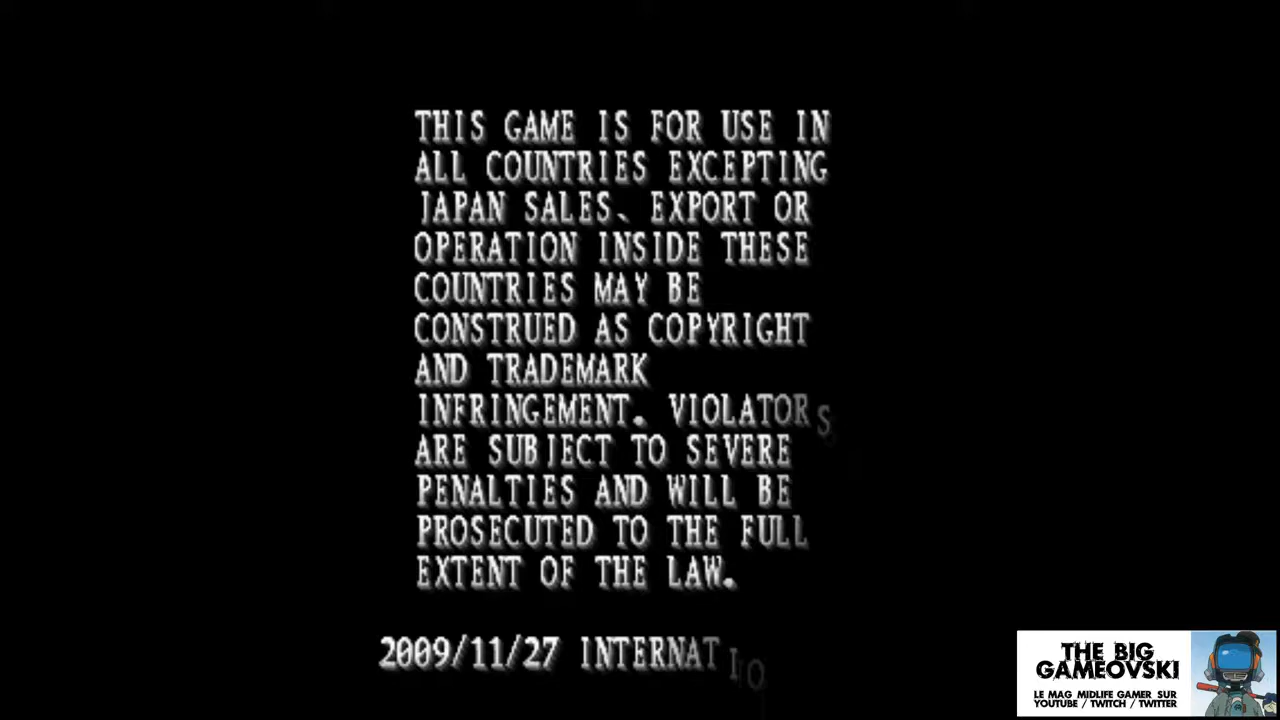 THIS GAME IS FOR USE IN
ALL COUNTRIES EXCEPTING
JAPAN SALES、EXPORT OR
OPERATION INSIDE THESE
COUNTRIES MAY BE
CONSTRUED AS COPYRIGHT
AND TRADEMARK
INFRINGEMENT. VIOLATORS
ARE SUBJECT TO SEVERE
PENALTIES AND WILL BE
PROSECUTED TO THE FULL
EXTENT OF THE LAW.
2009/11/27 INTERNATIO
THE BIG
GAMEOVSKI
LE MAG MIDLIFE GAMER SUR
YOUTUBE / TWITCH / TWITTER